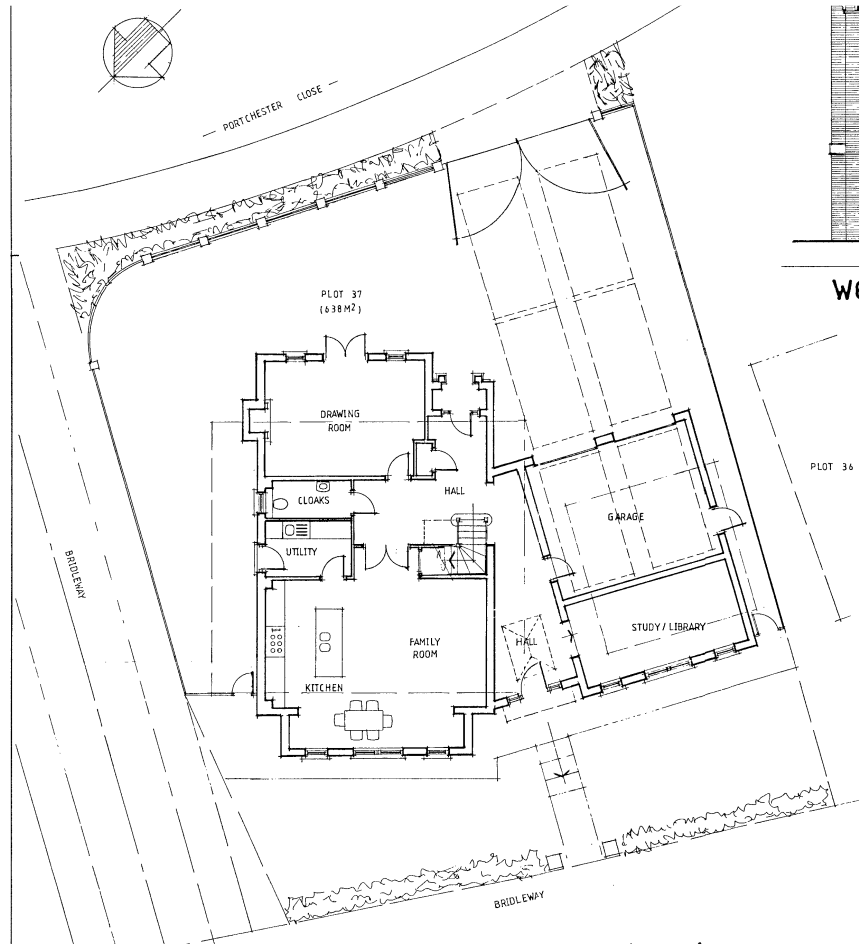 PORTCHESTER CLOSE
PLOT 37
(638M²)
DRAWING
ROOM
PLOT 36
HALL
CLOAKS
GARAGE
UTILITY
BRIDLEWAY
STUDY/LIBRARY
HALL
FAMILY
ROOM
KITCHEN
BRIDLEWAY